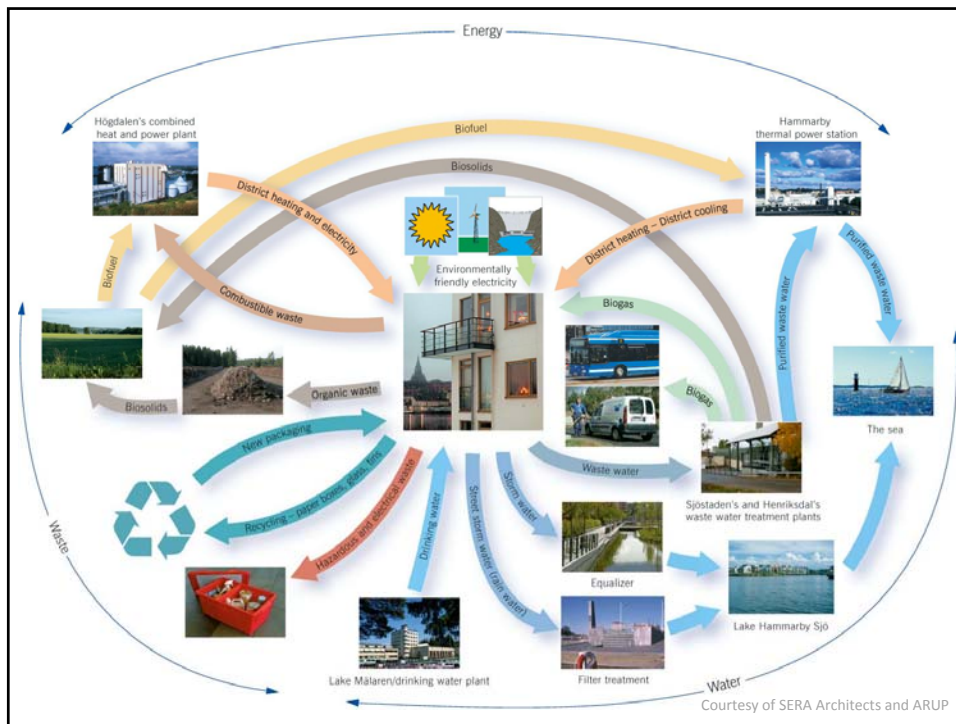 Energy
Högdalen's combined
heat and power plant
Hammarby
thermal power station
Biofuel
Biosolids
District heating and electricity
District heating – District cooling
Purified waste water
Purified waste water
Environmentally
friendly electricity
Biofuel
Combustible waste
Biogas
Biogas
Organic waste
Biosolids
The sea
New packaging
Recycling – paper boxes, glass, tins
Hazardous and electrical waste
Drinking water
Street storm water (rain water)
Storm water
Waste water
Sjöstaden's and Henriksdal's
waste water treatment plants
Waste
Equalizer
Lake Hammarby Sjö
Lake Mälaren/drinking water plant
Filter treatment
Water
Courtesy of SERA Architects and ARUP